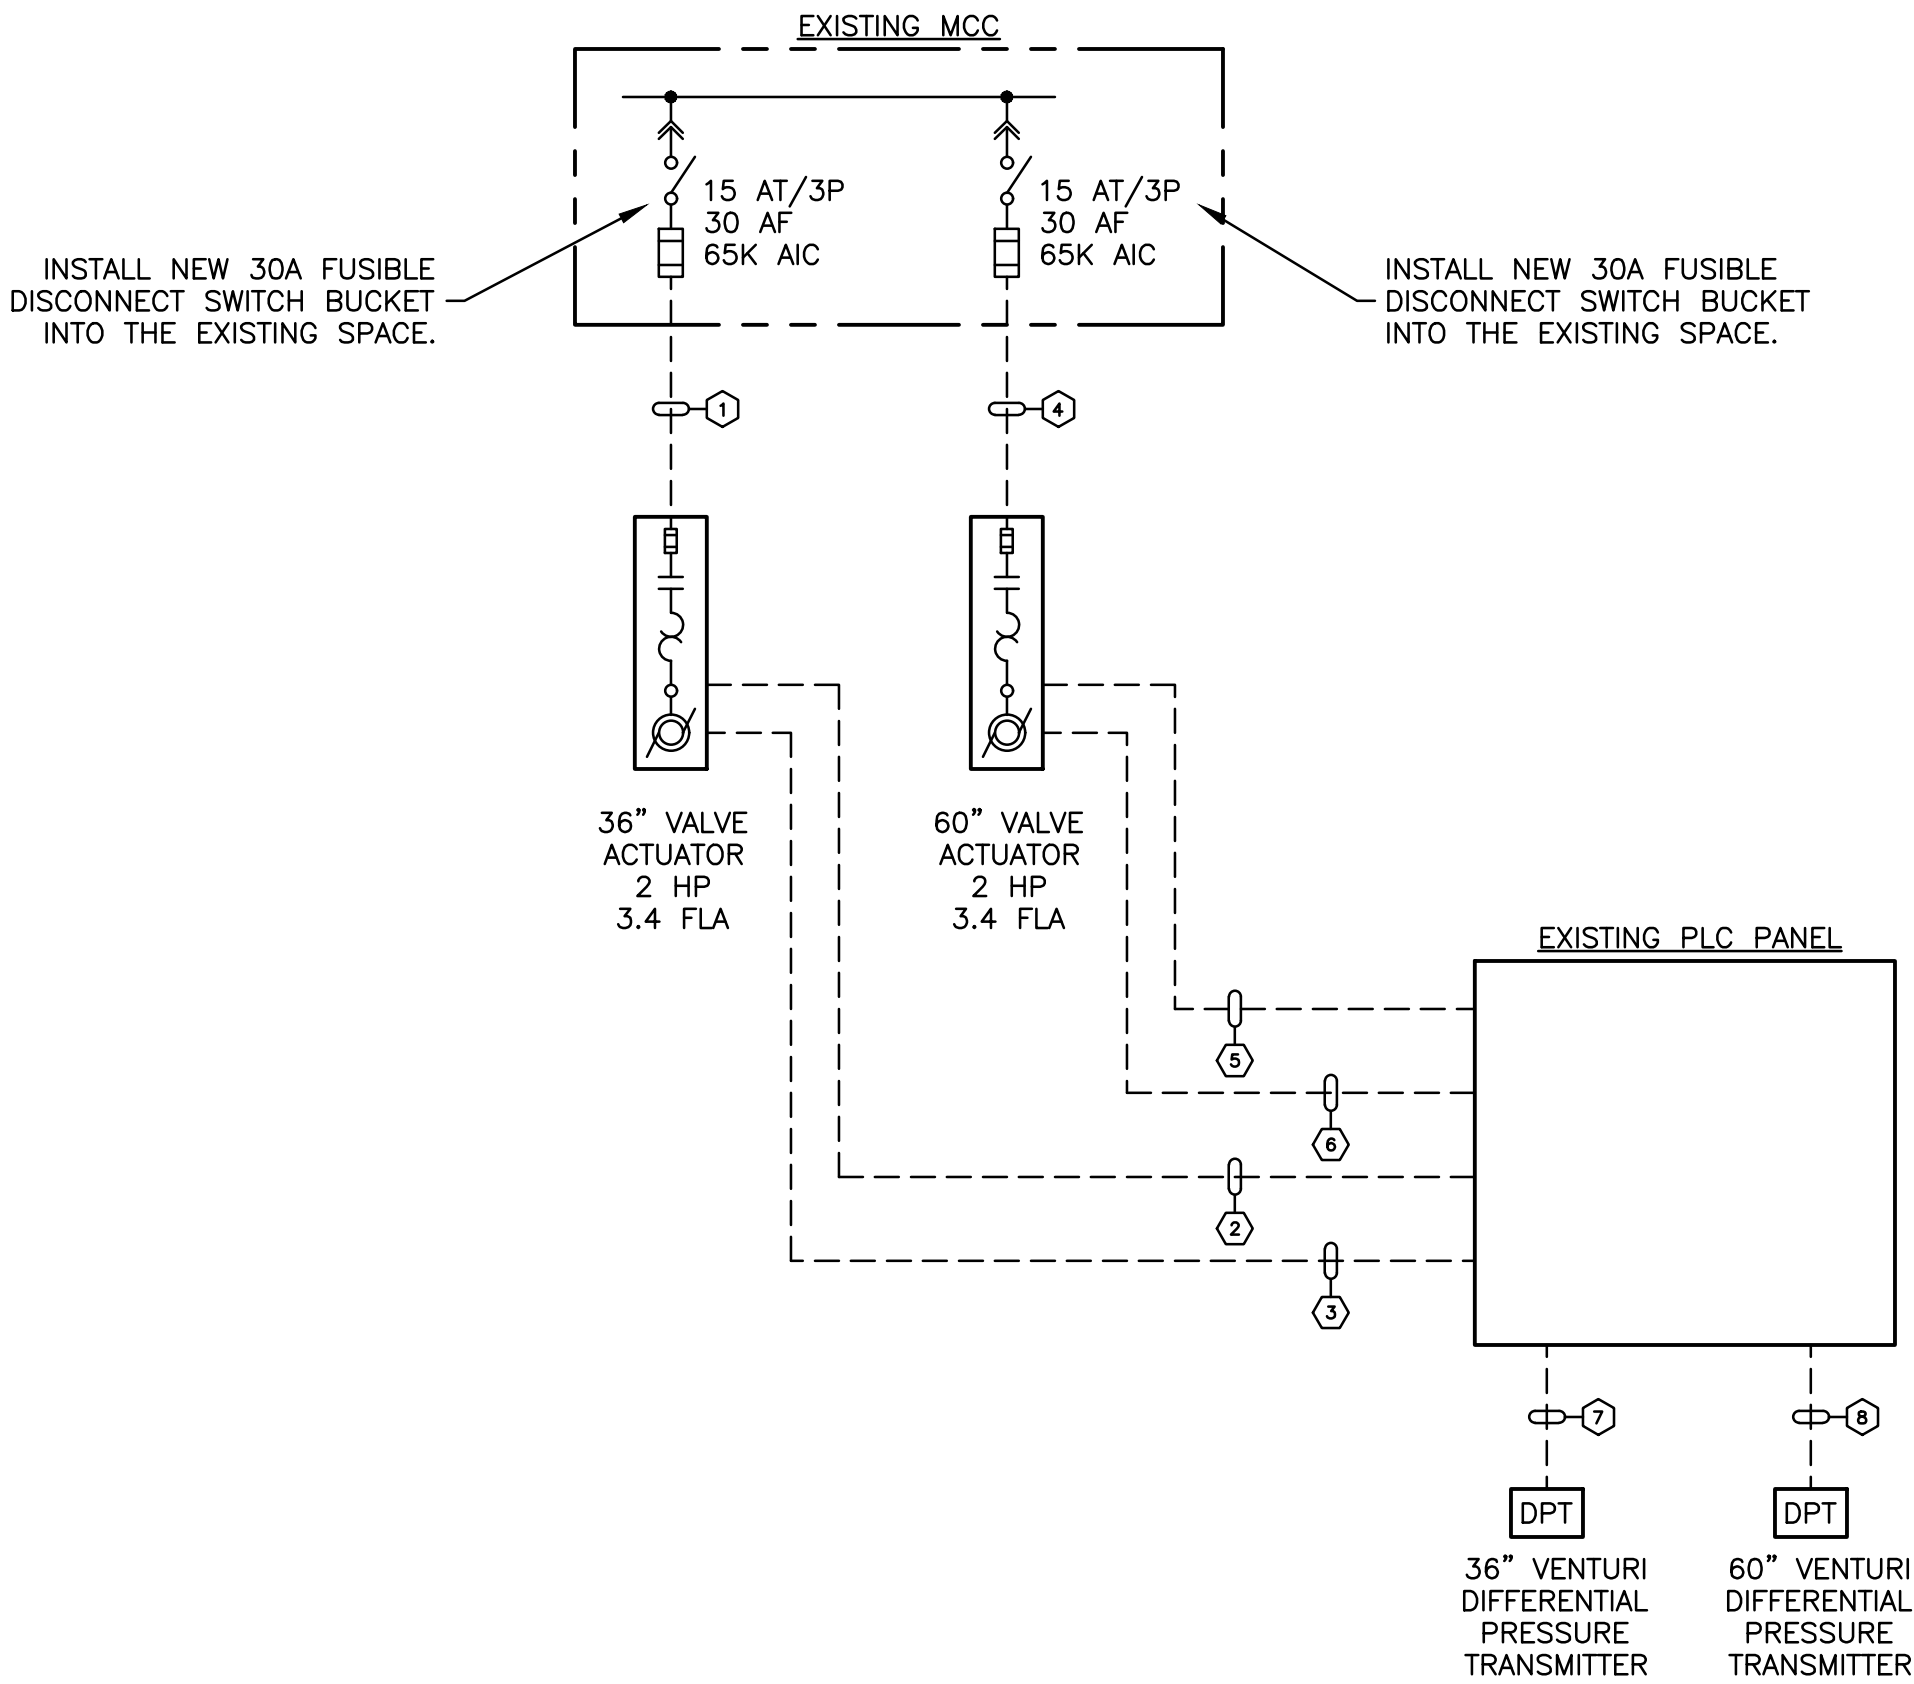 EXISTING MCC
15 AT/3P
30 AF
65K AIC
15 AT/3P
30 AF
65K AIC
INSTALL NEW 30A FUSIBLE
DISCONNECT SWITCH BUCKET
INTO THE EXISTING SPACE.
INSTALL NEW 30A FUSIBLE
DISCONNECT SWITCH BUCKET
INTO THE EXISTING SPACE.
1
4
36" VALVE
ACTUATOR
2 HP
3.4 FLA
60" VALVE
ACTUATOR
2 HP
3.4 FLA
EXISTING PLC PANEL
5
6
2
3
7
8
DPT
DPT
36" VENTURI
DIFFERENTIAL
PRESSURE
TRANSMITTER
60" VENTURI
DIFFERENTIAL
PRESSURE
TRANSMITTER